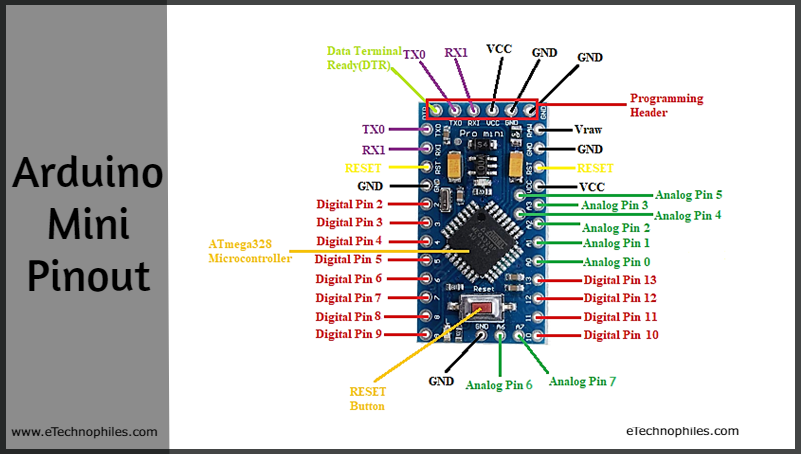 Arduino
Mini
Pinout
www.eTechnophiles.com
Data Terminal
Ready(DTR)
TX0
RX1
VCC
GND
GND
Programming
Header
TX0
RX1
RESET
GND
Digital Pin 2
Digital Pin 3
Digital Pin 4
Digital Pin 5
Digital Pin 6
Digital Pin 7
Digital Pin 8
Digital Pin 9
ATmega328
Microcontroller
TXO RXI VCC GND
GND
Pro mini
TXO
RXI
RST
GND
2
3
4
5
6
7
8
9
RAW
GND
RST
VCC
A3
A2
A1
A0
13
12
11
10
Reset
GND A6 A7
Vraw
GND
RESET
VCC
Analog Pin 5
Analog Pin 3
Analog Pin 4
Analog Pin 2
Analog Pin 1
Analog Pin 0
Digital Pin 13
Digital Pin 12
Digital Pin 11
Digital Pin 10
GND
Analog Pin 6
Analog Pin 7
RESET
Button
eTechnophiles.com